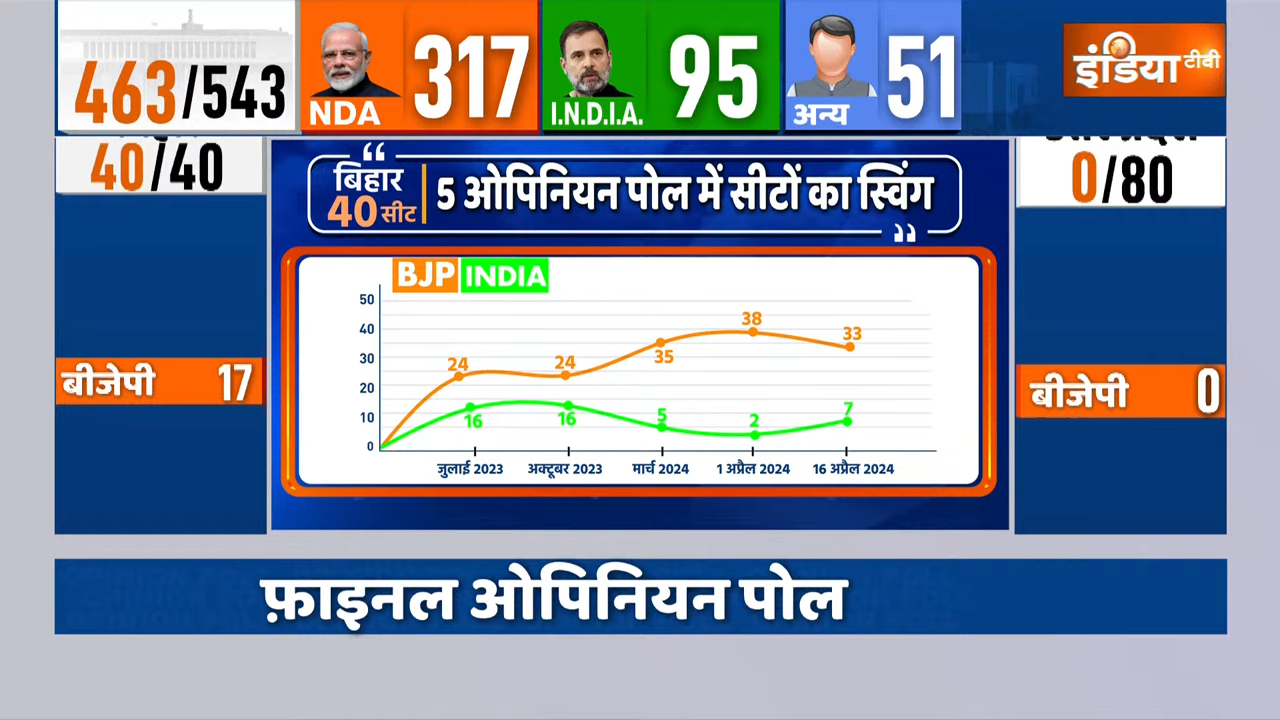 463/543
NDA 317
I.N.D.I.A. 95
अन्य 51
इंडिया टीवी
40/40
0/80
बिहार
40 सीट
“ 5 ओपिनियन पोल में सीटों का स्विंग ”
BJP INDIA
50
40
30
20
10
0
24 24 35 38 33
16 16 5 2 7
जुलाई 2023 अक्टूबर 2023 मार्च 2024 1 अप्रैल 2024 16 अप्रैल 2024
बीजेपी 17
बीजेपी 0
फ़ाइनल ओपिनियन पोल